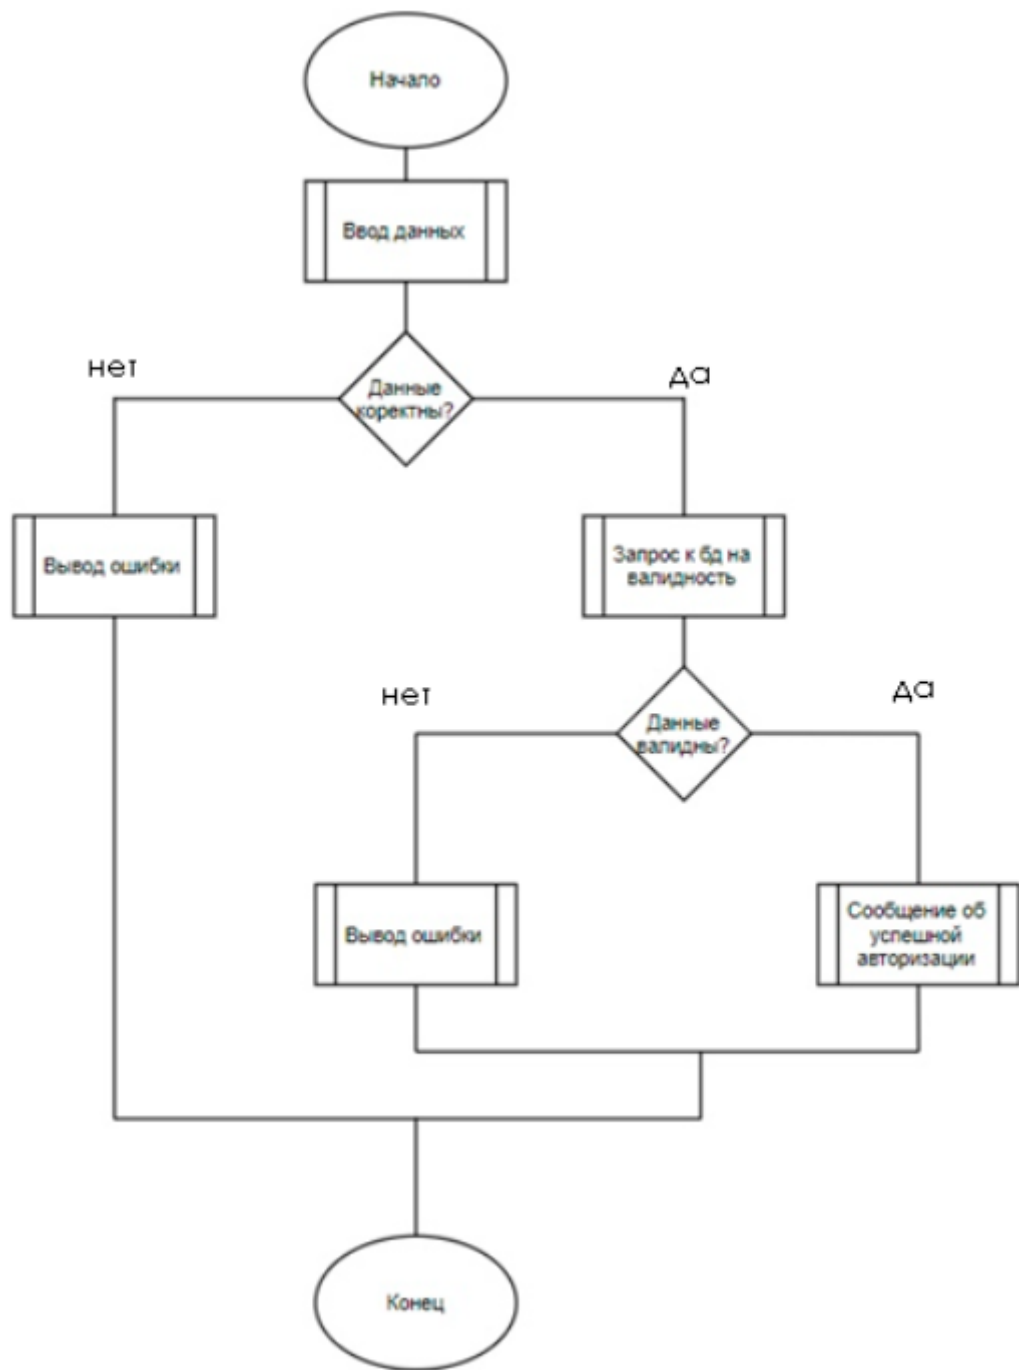 Начало
Ввод данных
нет
да
Данные
коректны?
Вывод ошибки
Запрос к бд на
валидность
нет
да
Данные
валидны?
Вывод ошибки
Сообщение об
успешной
авторизации
Конец